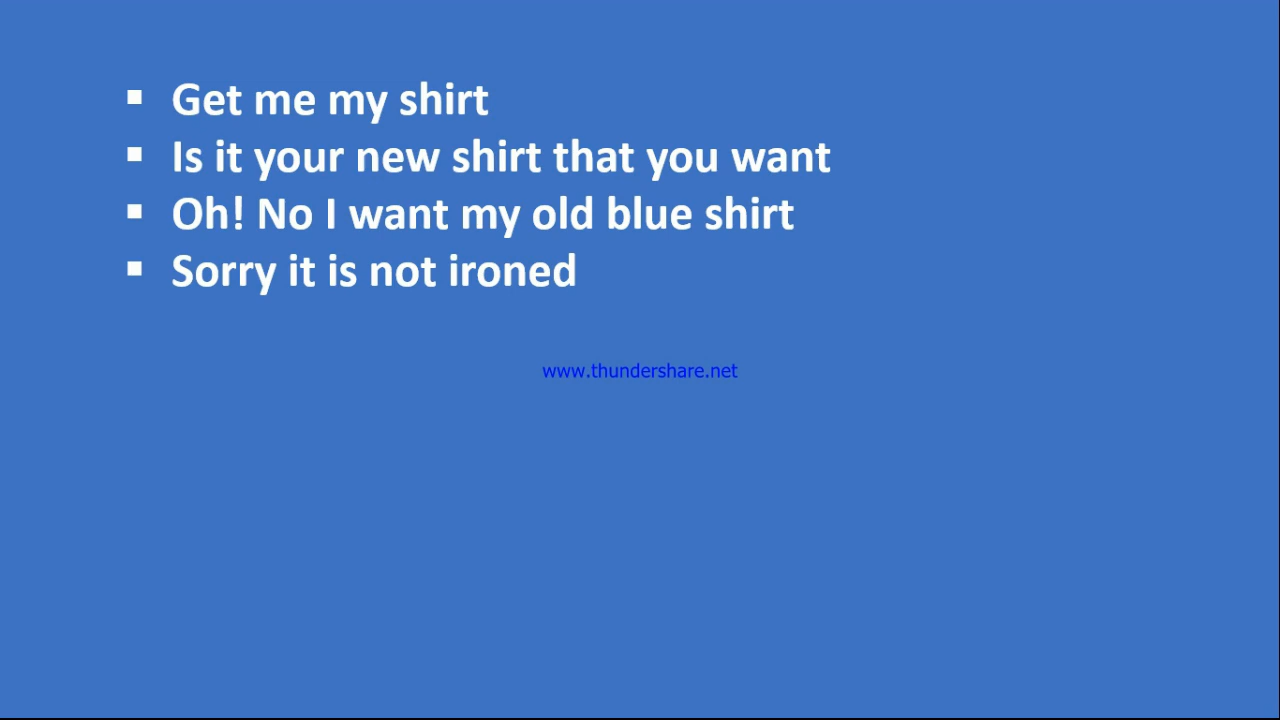 ▪ Get me my shirt
▪ Is it your new shirt that you want
▪ Oh! No I want my old blue shirt
▪ Sorry it is not ironed
www.thundershare.net